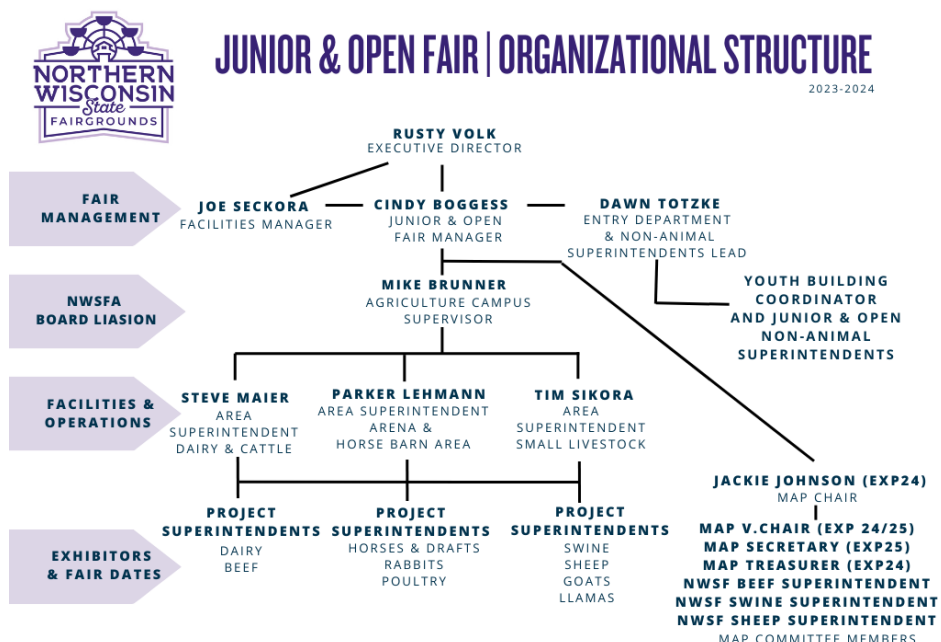 NORTHERN
WISCONSIN
State
FAIRGROUNDS
JUNIOR & OPEN FAIR | ORGANIZATIONAL STRUCTURE
2023-2024
RUSTY VOLK
EXECUTIVE DIRECTOR
FAIR
MANAGEMENT
JOE SECKORA
FACILITIES MANAGER
CINDY BOGGESS
JUNIOR & OPEN
FAIR MANAGER
DAWN TOTZKE
ENTRY DEPARTMENT
& NON-ANIMAL
SUPERINTENDENTS LEAD
NWSFA
BOARD LIASION
MIKE BRUNNER
AGRICULTURE CAMPUS
SUPERVISOR
YOUTH BUILDING
COORDINATOR
AND JUNIOR & OPEN
NON-ANIMAL
SUPERINTENDENTS
FACILITIES &
OPERATIONS
STEVE MAIER
AREA
SUPERINTENDENT
DAIRY & CATTLE
PARKER LEHMANN
AREA SUPERINTENDENT
ARENA &
HORSE BARN AREA
TIM SIKORA
AREA
SUPERINTENDENT
SMALL LIVESTOCK
JACKIE JOHNSON (EXP24)
MAP CHAIR
EXHIBITORS
& FAIR DATES
PROJECT
SUPERINTENDENTS
DAIRY
BEEF
PROJECT
SUPERINTENDENTS
HORSES & DRAFTS
RABBITS
POULTRY
PROJECT
SUPERINTENDENTS
SWINE
SHEEP
GOATS
LLAMAS
MAP V.CHAIR (EXP 24/25)
MAP SECRETARY (EXP25)
MAP TREASURER (EXP24)
NWSF BEEF SUPERINTENDENT
NWSF SWINE SUPERINTENDENT
NWSF SHEEP SUPERINTENDENT
MAP COMMITTEE MEMBERS